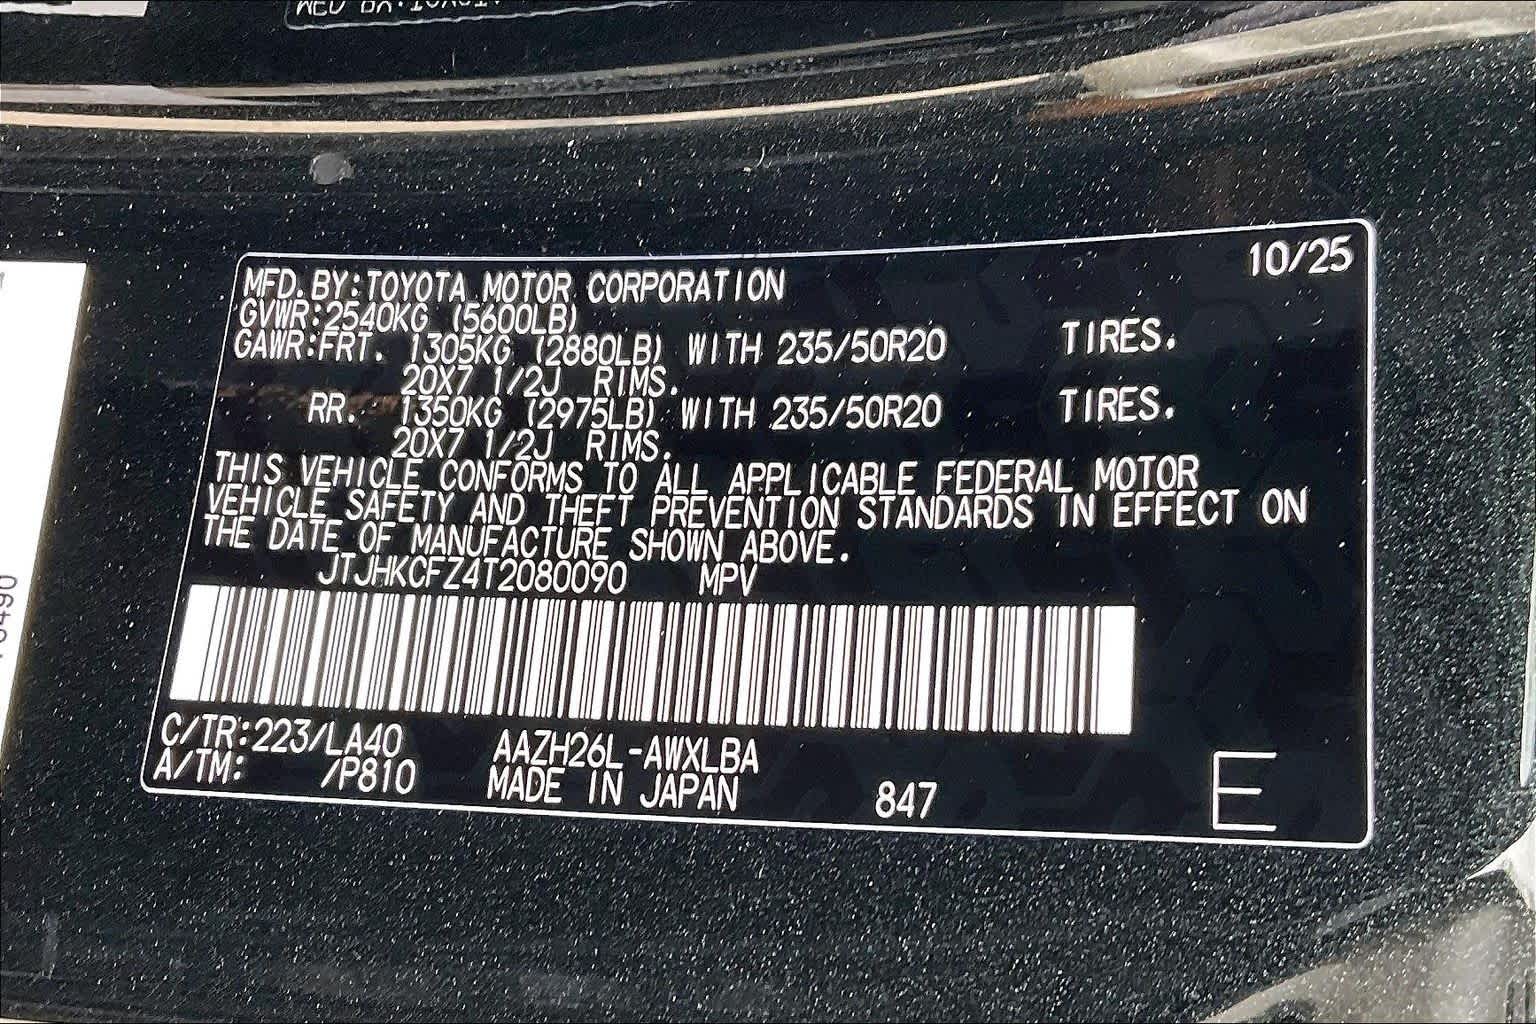 10/25
MFD.BY:TOYOTA MOTOR CORPORATION
GVWR:2540KG (5600LB)
GAWR:FRT. 1305KG (2880LB) WITH 235/50R20 TIRES.
20X7 1/2J RIMS.
RR. 1350KG (2975LB) WITH 235/50R20 TIRES.
20X7 1/2J RIMS.
THIS VEHICLE CONFORMS TO ALL APPLICABLE FEDERAL MOTOR
VEHICLE SAFETY AND THEFT PREVENTION STANDARDS IN EFFECT ON
THE DATE OF MANUFACTURE SHOWN ABOVE.
JTJHKCFZ4T2080090 MPV
C/TR:223/LA40 AAZH26L-AWXLBA
A/TM: /P810 MADE IN JAPAN 847 E